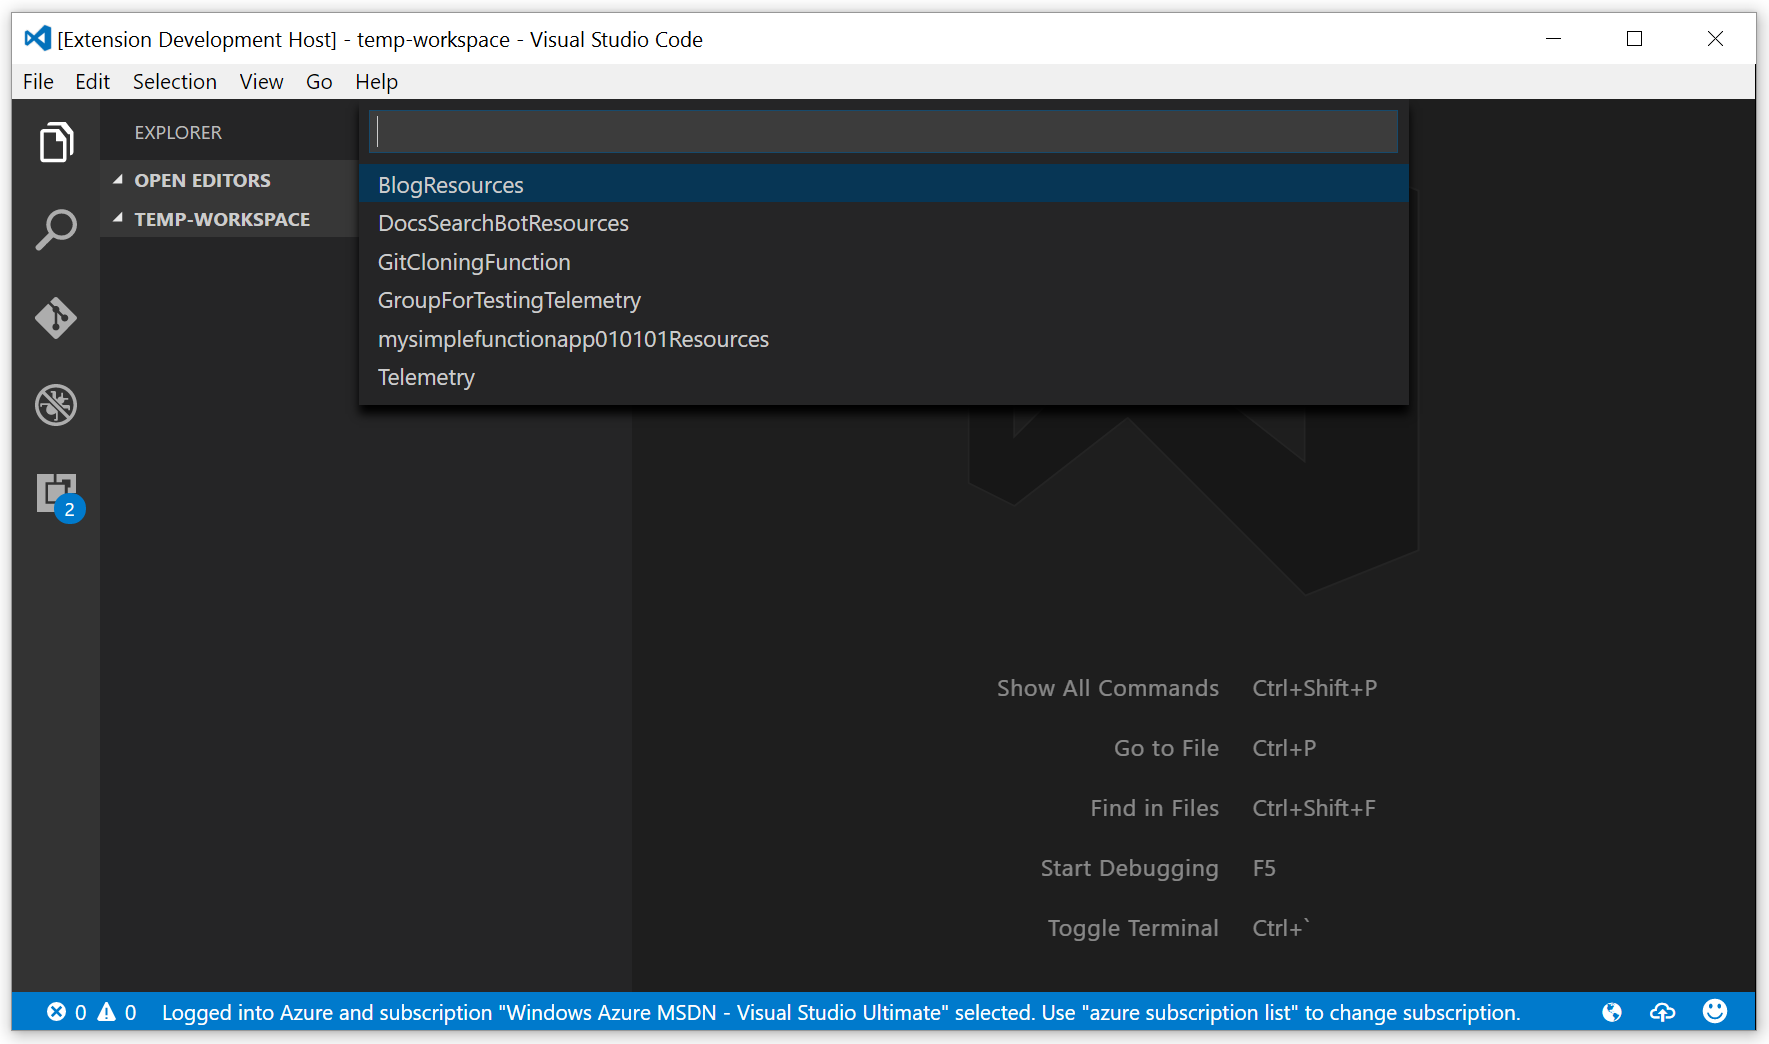 [Extension Development Host] - temp-workspace - Visual Studio Code
File Edit Selection View Go Help
EXPLORER
OPEN EDITORS
TEMP-WORKSPACE
BlogResources
DocsSearchBotResources
GitCloningFunction
GroupForTestingTelemetry
mysimplefunctionapp010101Resources
Telemetry
2
Show All Commands Ctrl+Shift+P
Go to File Ctrl+P
Find in Files Ctrl+Shift+F
Start Debugging F5
Toggle Terminal Ctrl+`
0 0 Logged into Azure and subscription "Windows Azure MSDN - Visual Studio Ultimate" selected. Use "azure subscription list" to change subscription.